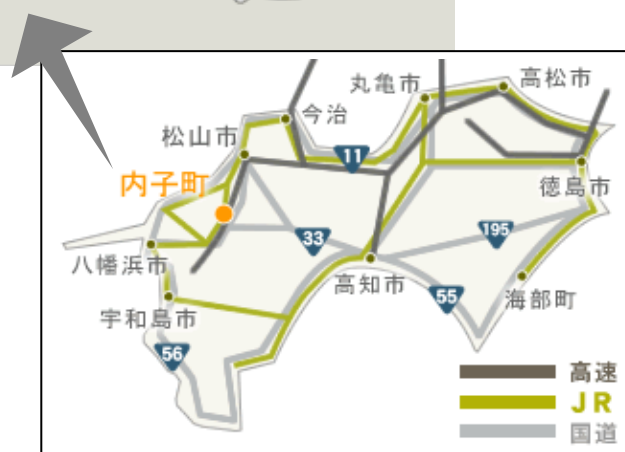 丸亀市
高松市
今治
松山市
11
内子町
徳島市
33
195
八幡浜市
高知市
55
海部町
宇和島市
56
高速
JR
国道